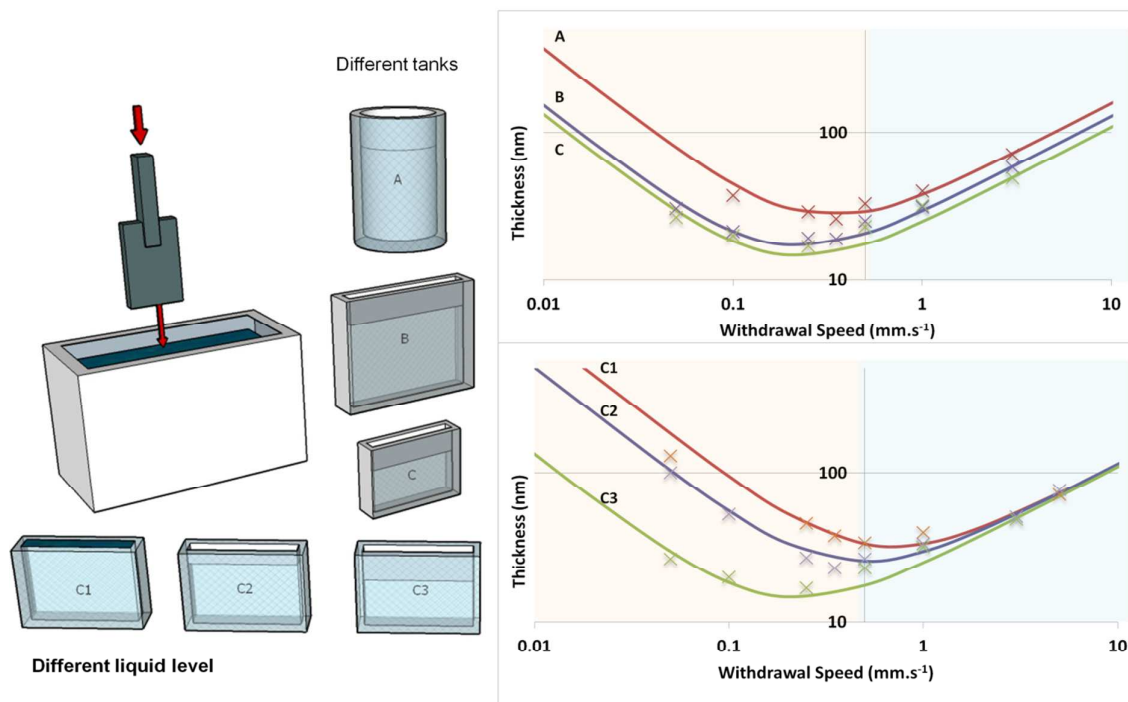 Different tanks
A
B
C
C1
C2
C3
Different liquid level
A
B
C
Thickness (nm)
100
10
0.01
0.1
1
10
Withdrawal Speed (mm.s⁻¹)
C1
C2
C3
Thickness (nm)
100
10
0.01
0.1
1
10
Withdrawal Speed (mm.s⁻¹)